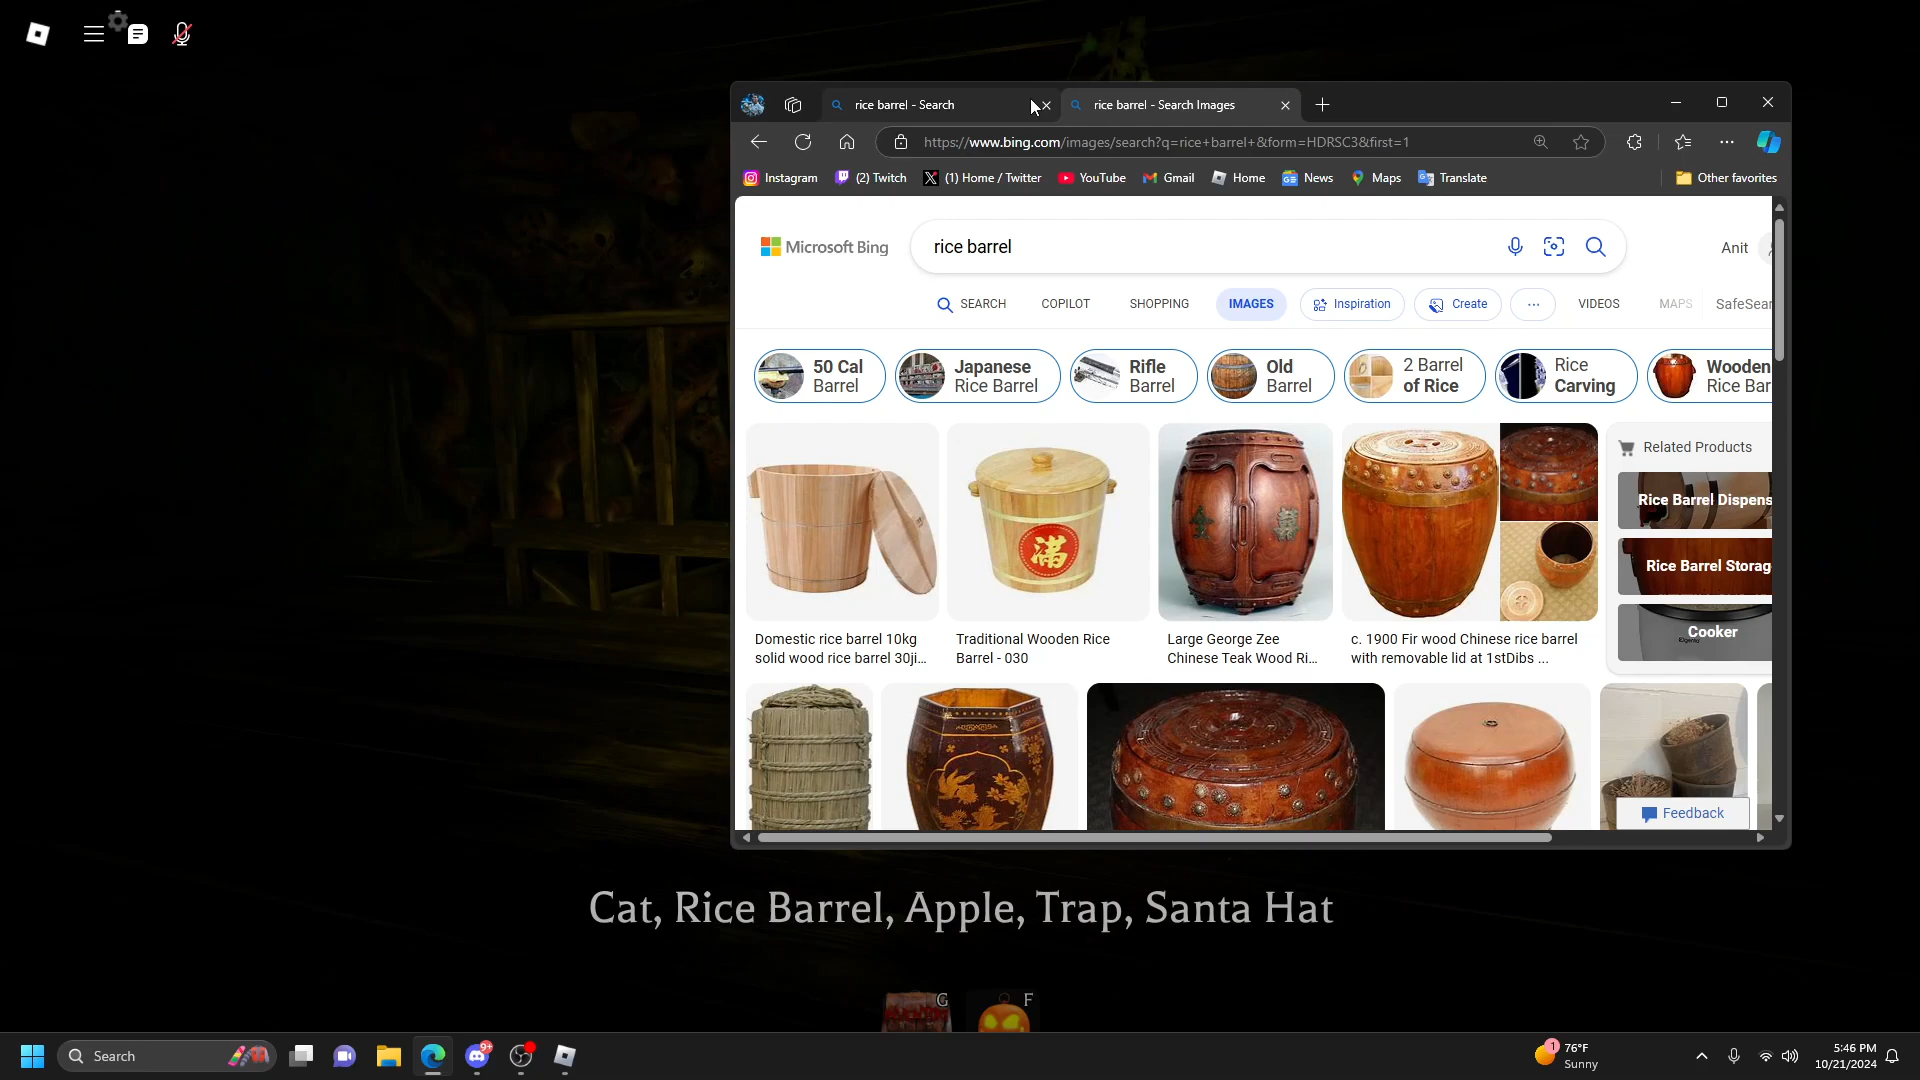 rice barrel - Search
rice barrel - Search Images
https://www.bing.com/images/search?q=rice+barrel+&form=HDRSC3&first=1
Instagram
(2) Twitch
(1) Home / Twitter
YouTube
Gmail
Home
News
Maps
Translate
Other favorites
Microsoft Bing
rice barrel
Anit
SEARCH
COPILOT
SHOPPING
IMAGES
Inspiration
Create
VIDEOS
MAPS
SafeSear
50 Cal
Barrel
Japanese
Rice Barrel
Rifle
Barrel
Old
Barrel
2 Barrel
of Rice
Rice
Carving
Wooden
Rice Bar
滿
Related Products
Rice Barrel Dispens
Rice Barrel Storag
Cooker
Domestic rice barrel 10kg
solid wood rice barrel 30ji...
Traditional Wooden Rice
Barrel - 030
Large George Zee
Chinese Teak Wood Ri...
c. 1900 Fir wood Chinese rice barrel
with removable lid at 1stDibs ...
Feedback
Cat, Rice Barrel, Apple, Trap, Santa Hat
G
F
Search
9+
1
76°F
Sunny
5:46 PM
10/21/2024